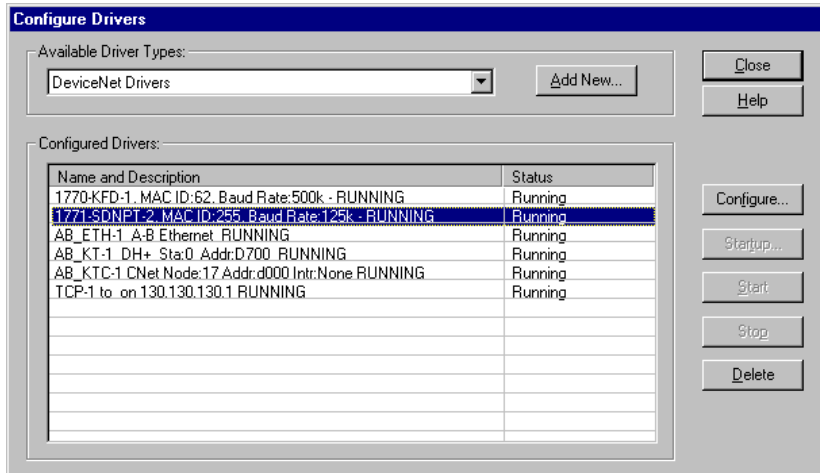 Configure Drivers
Available Driver Types:
DeviceNet Drivers
Add New...
Close
Help
Configured Drivers:
Name and Description Status
1770-KFD-1, MAC ID:62, Baud Rate:500k - RUNNING Running
1771-SDNPT-2, MAC ID:255, Baud Rate:125k - RUNNING Running
AB_ETH-1 A-B Ethernet RUNNING Running
AB_KT-1 DH+ Sta:0 Addr:D700 RUNNING Running
AB_KTC-1 CNet Node:17 Addr:d000 Intr:None RUNNING Running
TCP-1 to on 130.130.130.1 RUNNING Running
Configure...
Startup...
Start
Stop
Delete